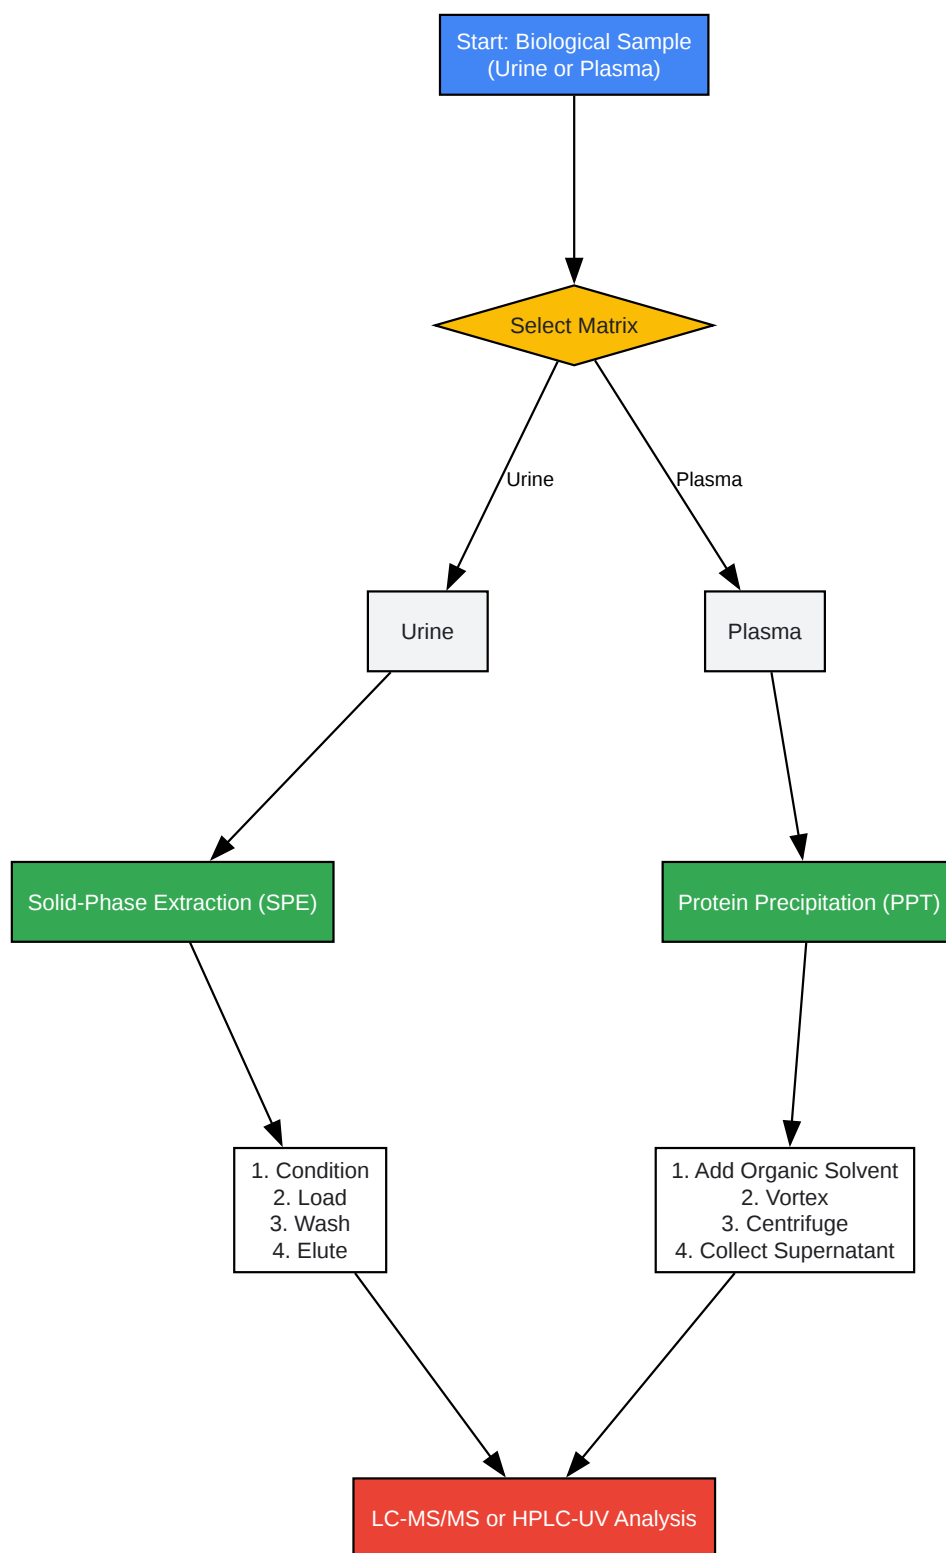 Start: Biological Sample
(Urine or Plasma)
Select Matrix
Urine
Plasma
Urine
Plasma
Solid-Phase Extraction (SPE)
Protein Precipitation (PPT)
1. Condition
2. Load
3. Wash
4. Elute
1. Add Organic Solvent
2. Vortex
3. Centrifuge
4. Collect Supernatant
LC-MS/MS or HPLC-UV Analysis